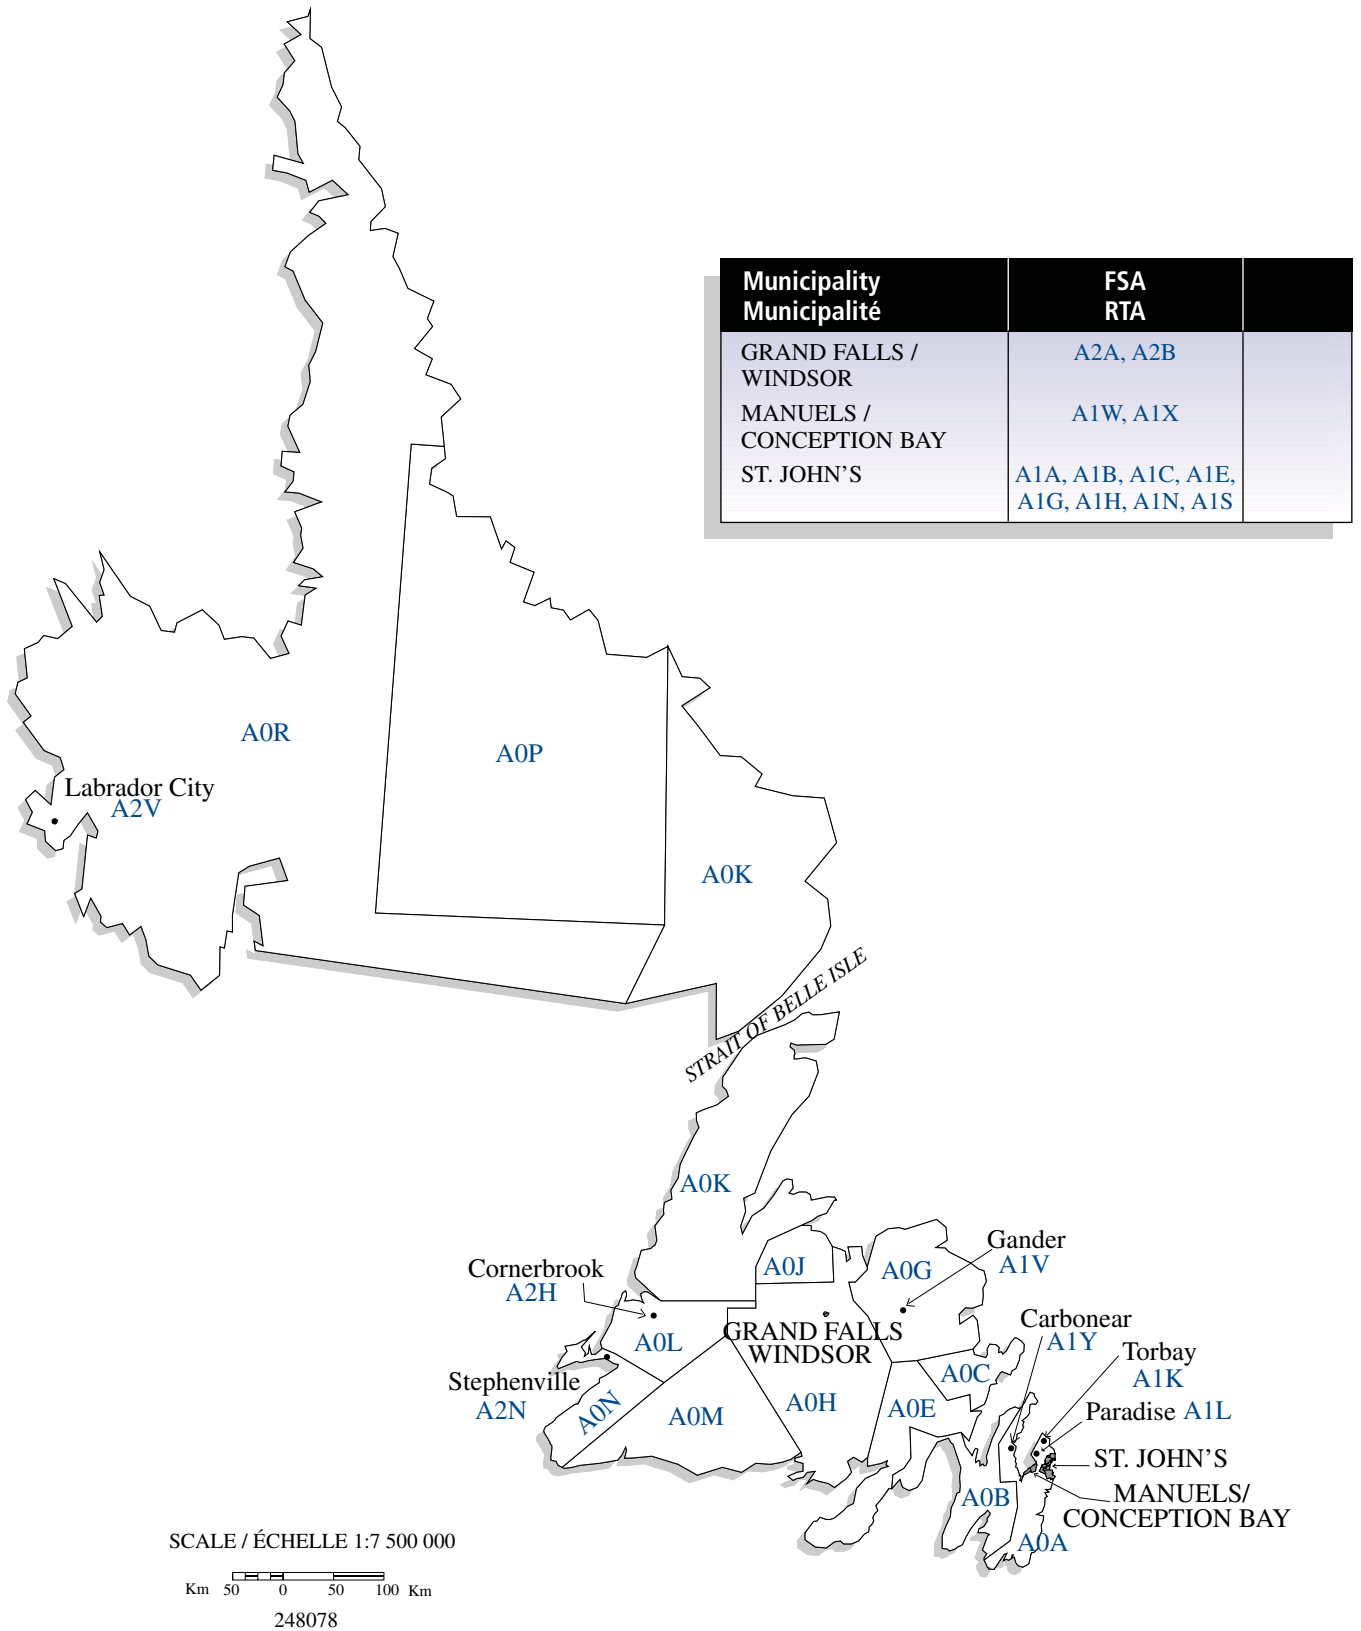 Municipality
Municipalité
FSA
RTA
GRAND FALLS /
WINDSOR
A2A, A2B
MANUELS /
CONCEPTION BAY
A1W, A1X
ST. JOHN'S
A1A, A1B, A1C, A1E,
A1G, A1H, A1N, A1S
A0R
A0P
Labrador City
A2V
A0K
STRAIT OF BELLE ISLE
A0K
Cornerbrook
A2H
A0J
A0G
Gander
A1V
GRAND FALLS
WINDSOR
A0L
Carbonear
A1Y
Torbay
A1K
Stephenville
A2N
A0N
A0M
A0H
A0E
A0C
Paradise A1L
ST. JOHN'S
A0B
MANUELS/
CONCEPTION BAY
A0A
SCALE / ÉCHELLE 1:7 500 000
Km 50 0 50 100 Km
248078